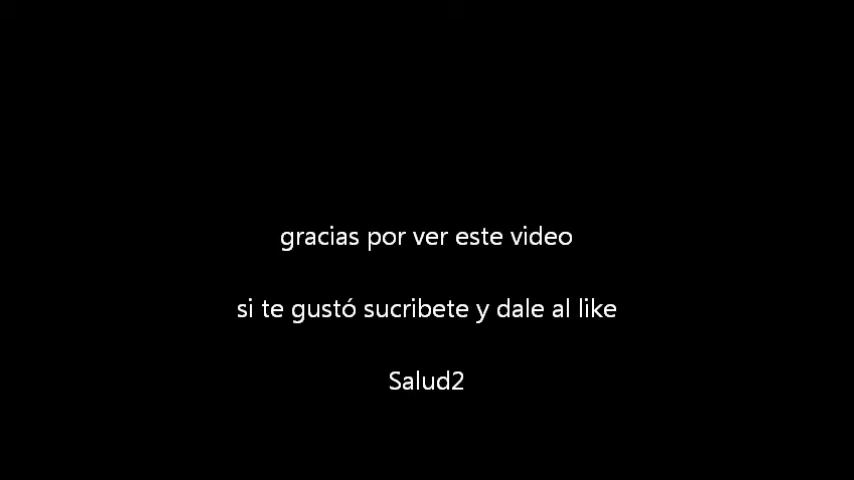 gracias por ver este video
si te gustó sucribete y dale al like
Salud2